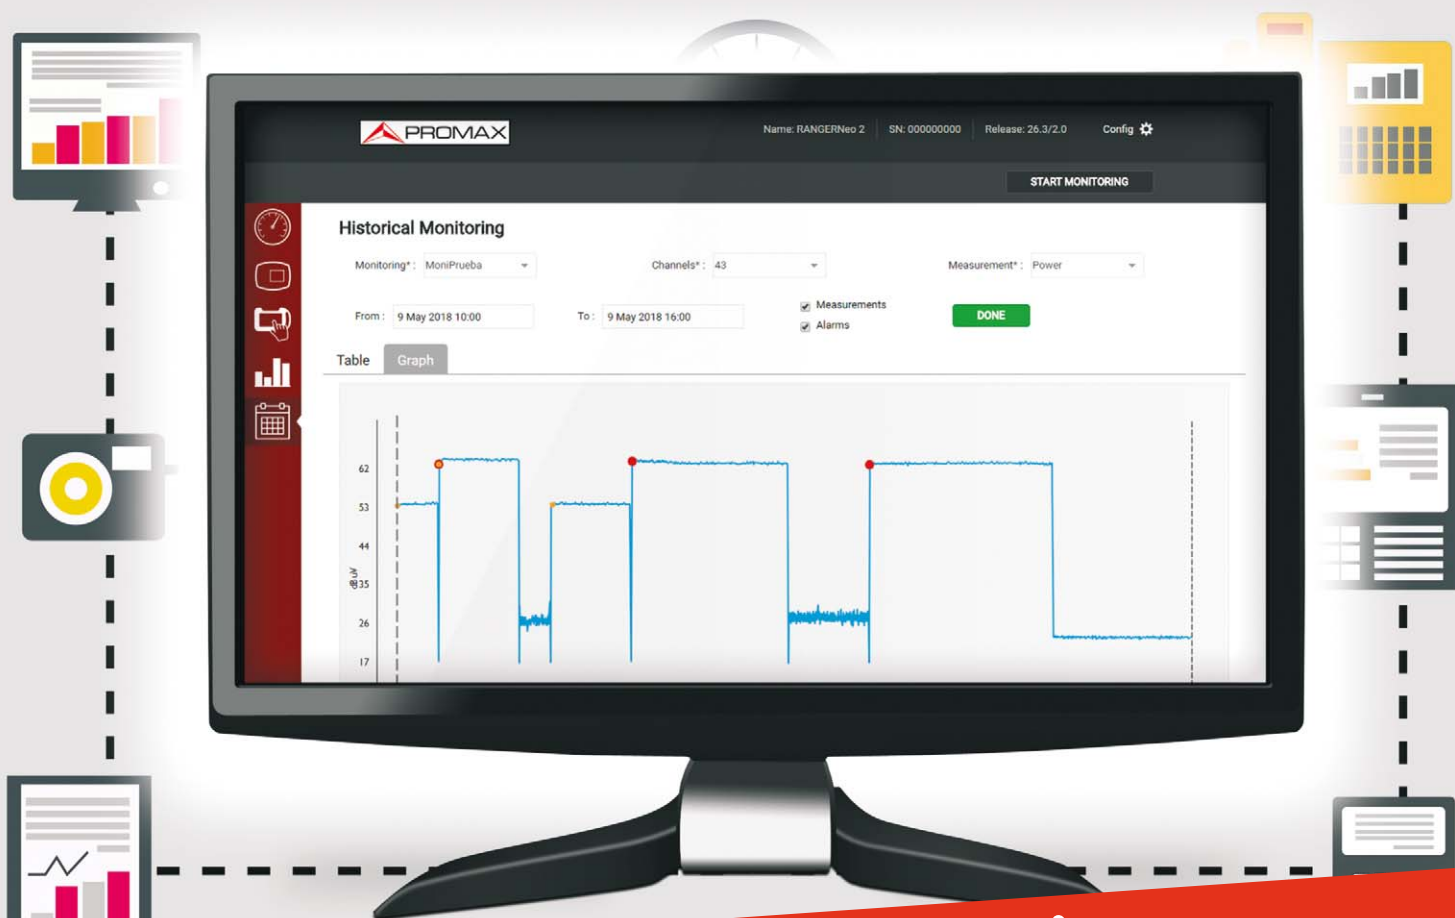 PROMAX
Name: RANGERNeo 2
SN: 000000000
Release: 26.3/2.0
Config
START MONITORING
Historical Monitoring
Monitoring* : MoniPrueba
Channels* : 43
Measurement* : Power
From : 9 May 2018 10:00
To : 9 May 2018 16:00
Measurements
Alarms
DONE
Table
Graph
62
53
44
dBuV
35
26
17